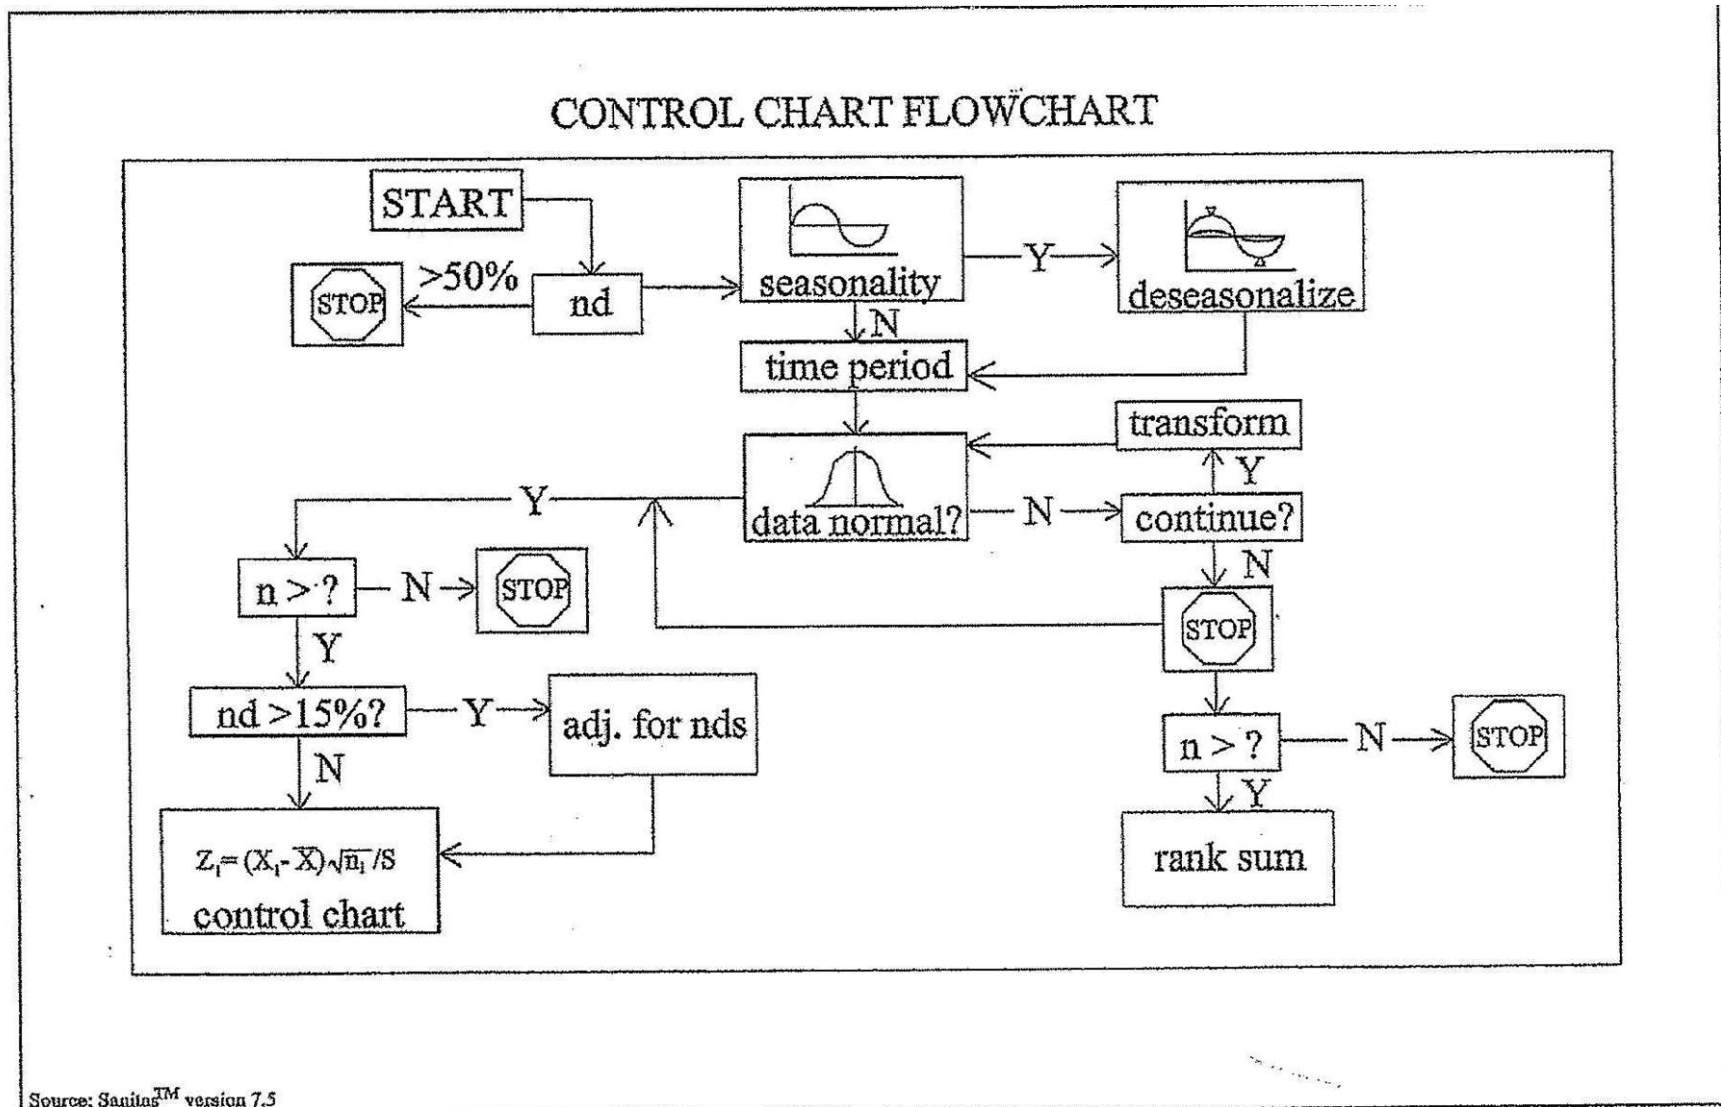 CONTROL CHART FLOWCHART
START
STOP
>50%
nd
seasonality
Y
deseasonalize
N
time period
transform
Y
data normal?
Y
N
continue?
N
n > ?
N
STOP
STOP
Y
nd >15%?
Y
adj. for nds
n > ?
N
STOP
N
Y
Zᵢ= (Xᵢ- X̅) √nᵢ /S
control chart
rank sum
Source: Sanitas™ version 7.5